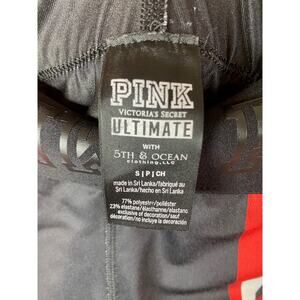 PINK
VICTORIA'S SECRET
ULTIMATE
WITH
5TH & OCEAN
clothing, LLC
S | P | CH
made in Sri Lanka/fabriqué au
Sri Lanka/hecho en Sri Lanka
77% polyester/poliéster
23% elastane/élasthanne/elastano
exclusive of decoration/sauf
décoration/no incluye la decoración